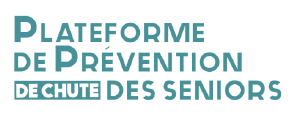 PLATEFORME
DE PRÉVENTION
DE CHUTE DES SENIORS